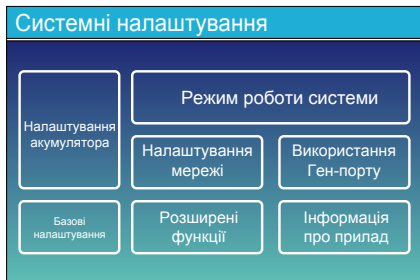 Системні налаштування
Режим роботи системи
Налаштування
акумулятора
Налаштування
мережі
Використання
Ген-порту
Базові
налаштування
Розширені
функції
Інформація
про прилад